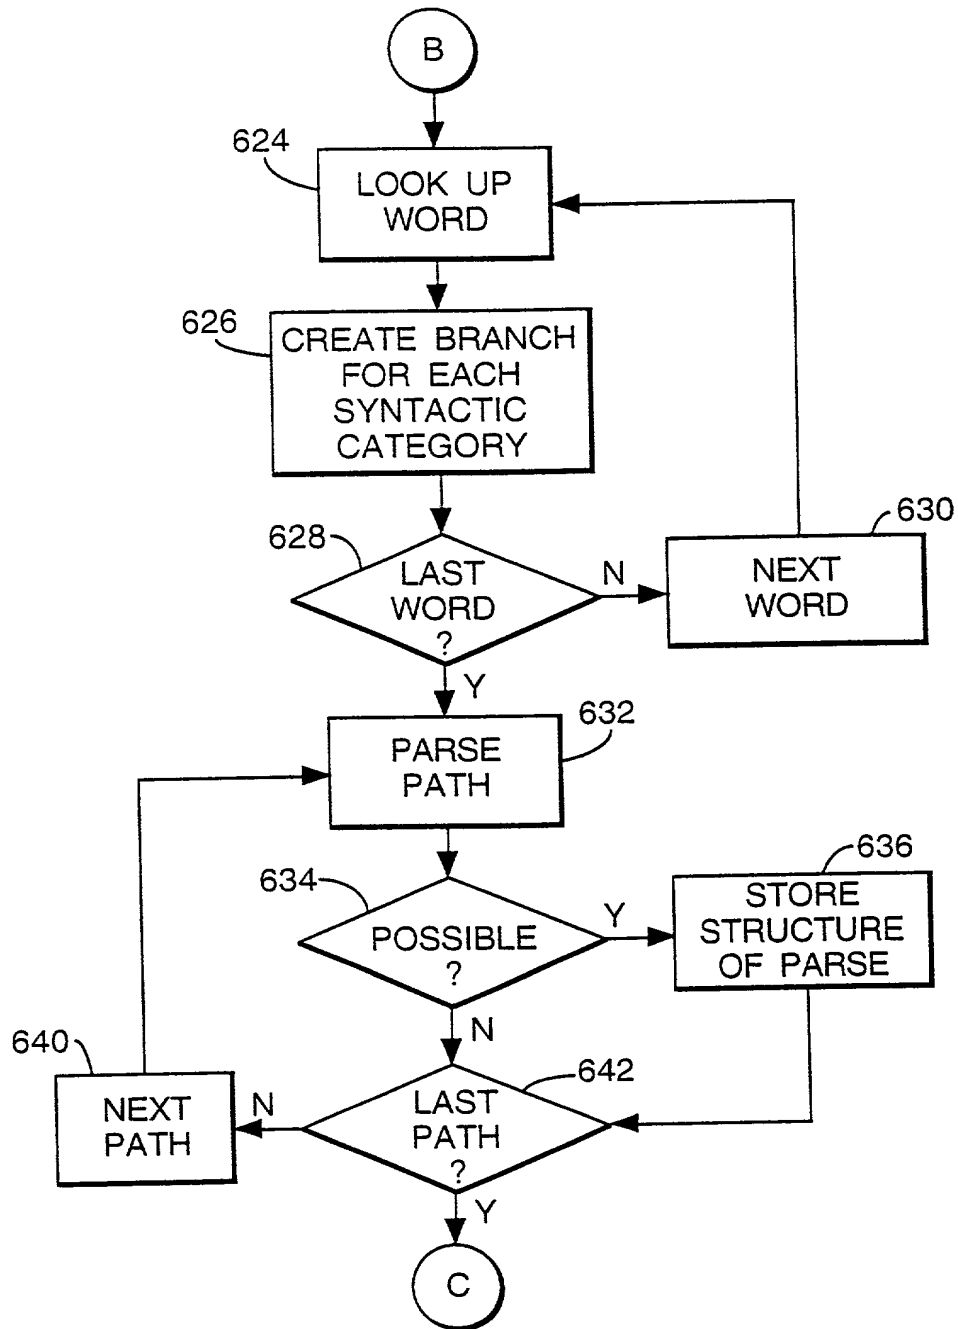 B
624
LOOK UP
WORD
626
CREATE BRANCH
FOR EACH
SYNTACTIC
CATEGORY
628
LAST
WORD
?
N
630
NEXT
WORD
Y
632
PARSE
PATH
634
POSSIBLE
?
Y
636
STORE
STRUCTURE
OF PARSE
N
640
NEXT
PATH
N
642
LAST
PATH
?
Y
C